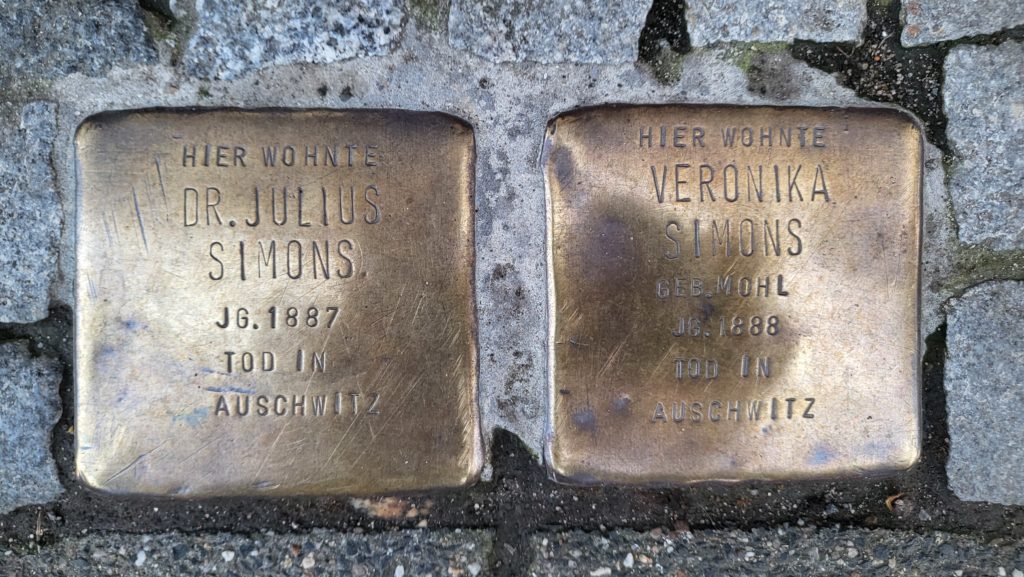 HIER WOHNTE
DR. JULIUS
SIMONS
JG. 1887
TOD IN
AUSCHWITZ
HIER WOHNTE
VERONIKA
SIMONS
GEB. MOHL
JG. 1888
TOD IN
AUSCHWITZ